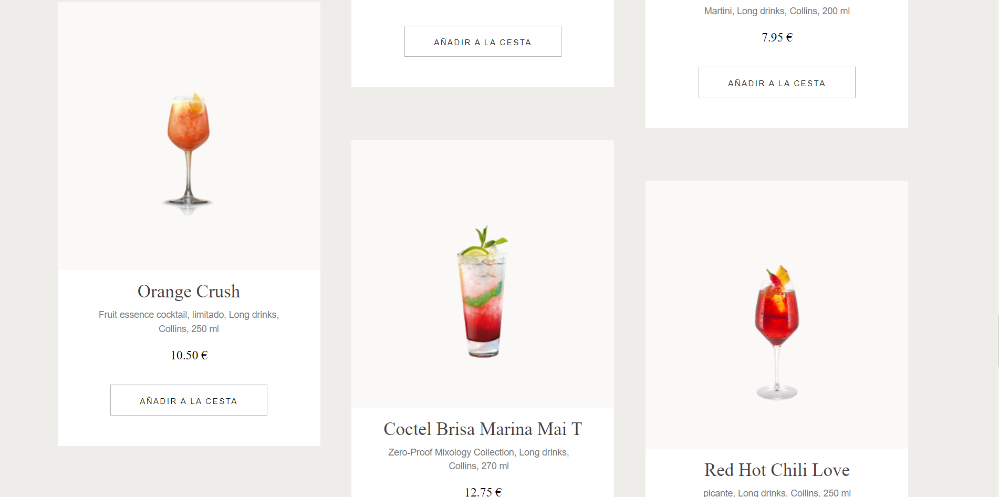 Orange Crush
Fruit essence cocktail, limitado, Long drinks,
Collins, 250 ml
10.50 €
AÑADIR A LA CESTA
AÑADIR A LA CESTA
Coctel Brisa Marina Mai T
Zero-Proof Mixology Collection, Long drinks,
Collins, 270 ml
12.75 €
Martini, Long drinks, Collins, 200 ml
7.95 €
AÑADIR A LA CESTA
Red Hot Chili Love
picante, Long drinks, Collins, 250 ml